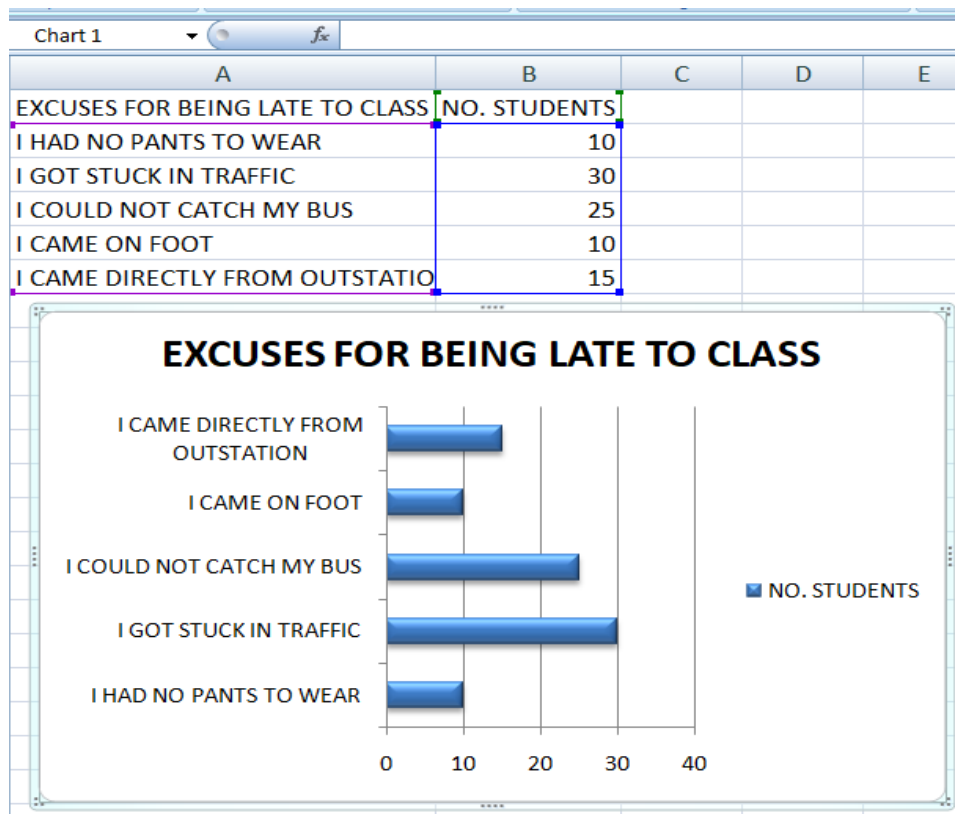 Chart 1 fx
A B C D E
EXCUSES FOR BEING LATE TO CLASS NO. STUDENTS
I HAD NO PANTS TO WEAR 10
I GOT STUCK IN TRAFFIC 30
I COULD NOT CATCH MY BUS 25
I CAME ON FOOT 10
I CAME DIRECTLY FROM OUTSTATIO 15
EXCUSES FOR BEING LATE TO CLASS
I CAME DIRECTLY FROM
OUTSTATION
I CAME ON FOOT
I COULD NOT CATCH MY BUS
NO. STUDENTS
I GOT STUCK IN TRAFFIC
I HAD NO PANTS TO WEAR
0 10 20 30 40